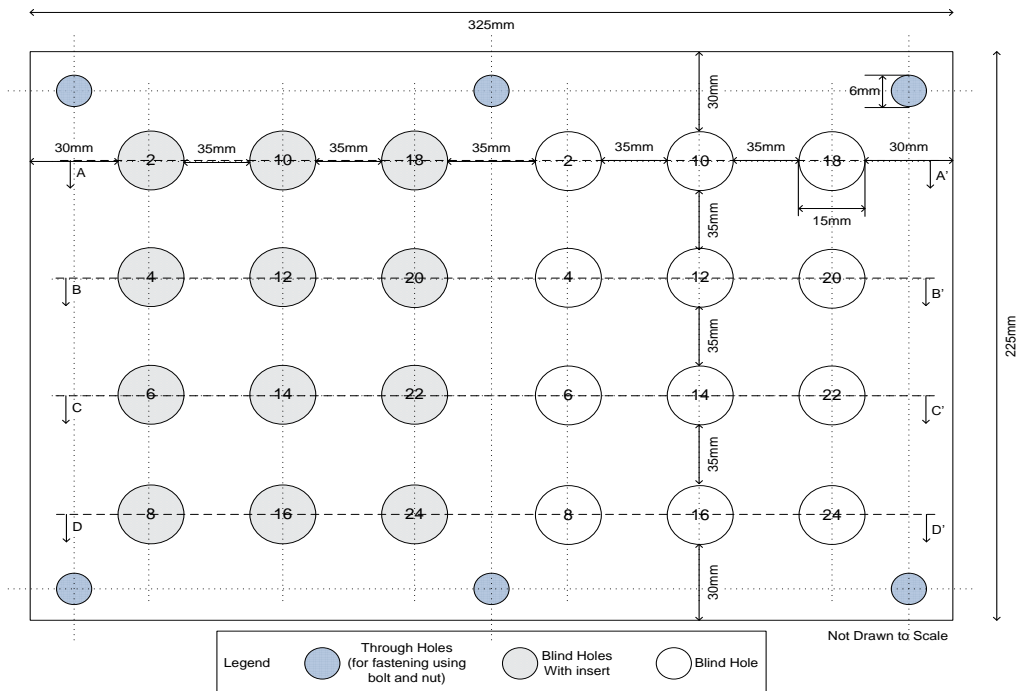 325mm
30mm
6mm
30mm 35mm 35mm 35mm 35mm 35mm 30mm
2 10 18 2 10 18
A A'
15mm
35mm
4 12 20 4 12 20
B B'
35mm
225mm
6 14 22 6 14 22
C C'
35mm
8 16 24 8 16 24
D D'
30mm
Not Drawn to Scale
Legend
Through Holes
(for fastening using
bolt and nut)
Blind Holes
With insert
Blind Hole